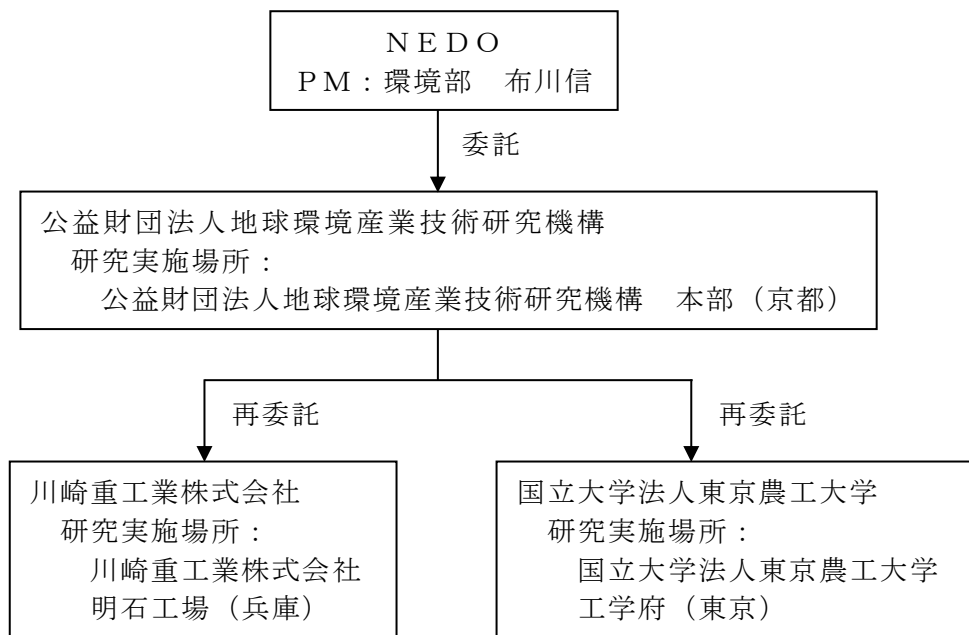 ＮＥＤＯ
ＰＭ：環境部　布川信
委託
公益財団法人地球環境産業技術研究機構
研究実施場所：
公益財団法人地球環境産業技術研究機構　本部（京都）
再委託
再委託
川崎重工業株式会社
研究実施場所：
川崎重工業株式会社
明石工場（兵庫）
国立大学法人東京農工大学
研究実施場所：
国立大学法人東京農工大学
工学府（東京）